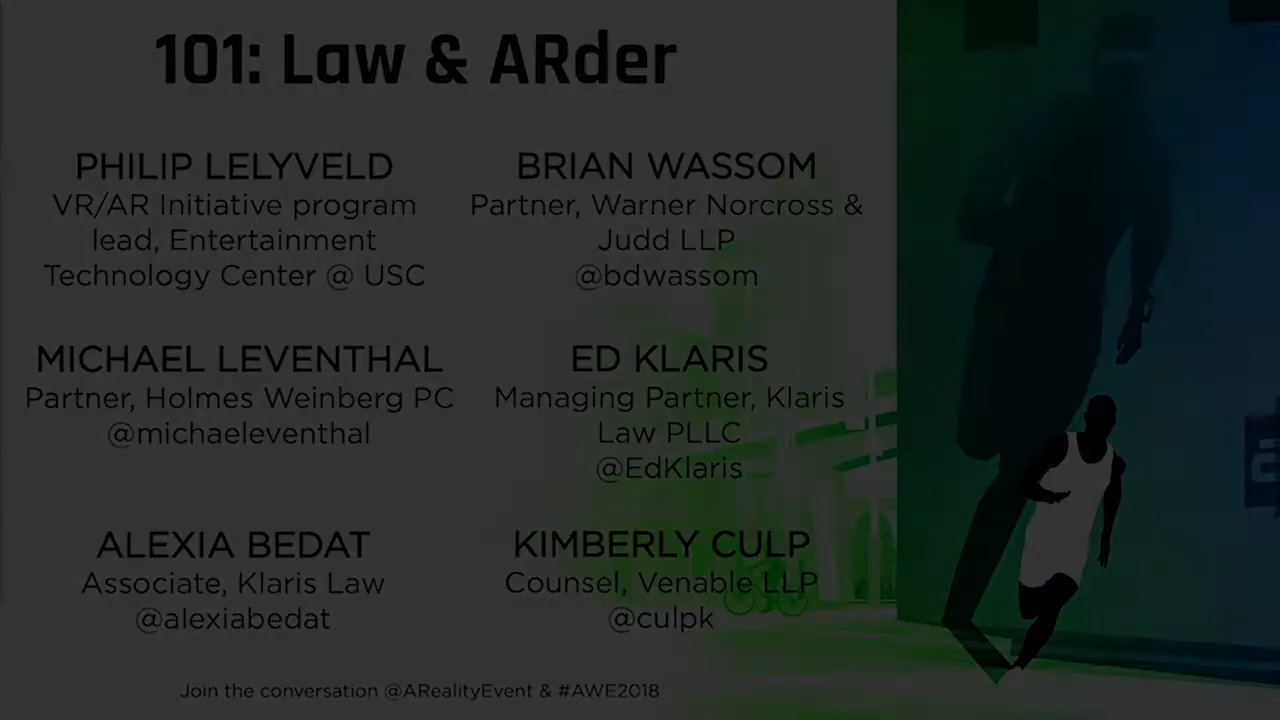 101: Law & ARder
PHILIP LELYVELD
VR/AR Initiative program
lead, Entertainment
Technology Center @ USC
BRIAN WASSOM
Partner, Warner Norcross &
Judd LLP
@bdwassom
MICHAEL LEVENTHAL
Partner, Holmes Weinberg PC
@michaeleventhal
ED KLARIS
Managing Partner, Klaris
Law PLLC
@EdKlaris
ALEXIA BEDAT
Associate, Klaris Law
@alexiabedat
KIMBERLY CULP
Counsel, Venable LLP
@culpk
Join the conversation @ARealityEvent & #AWE2018